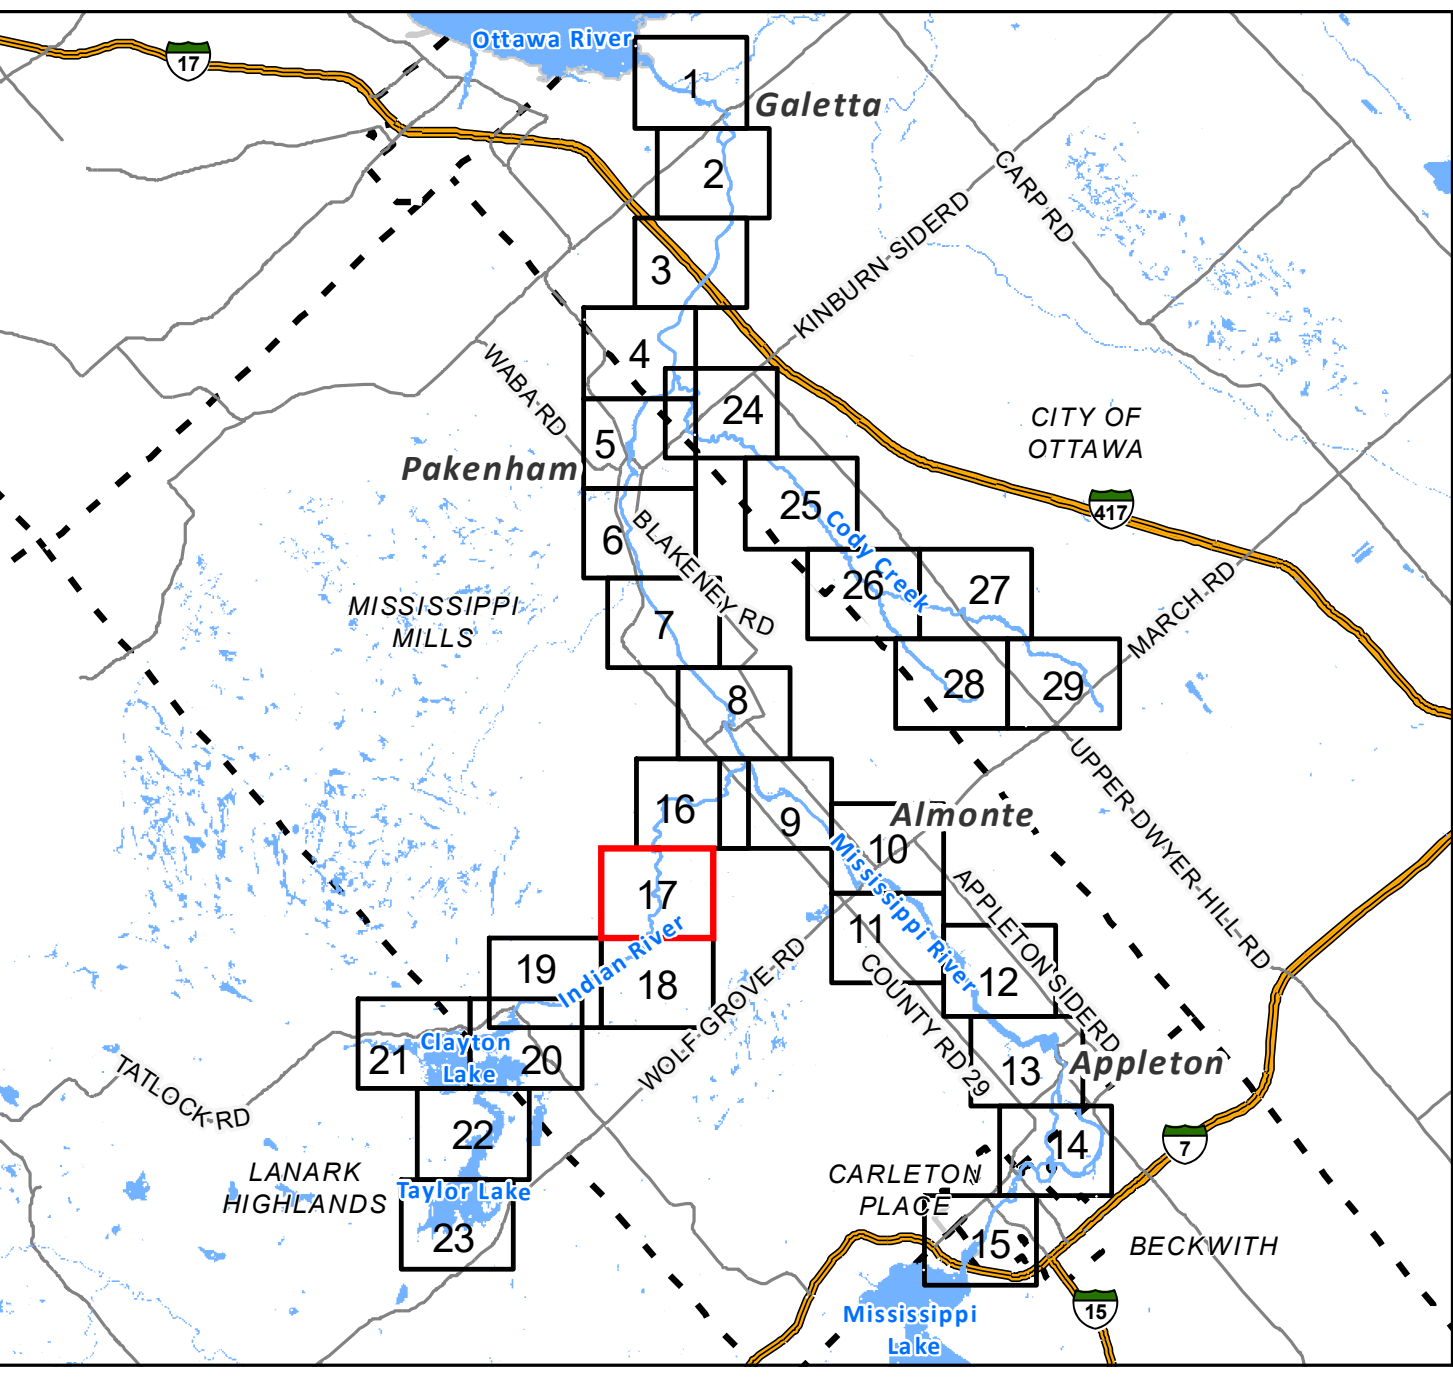 Ottawa River
17
1
Galetta
2
CARP RD
KINBURN SIDERD
3
4
WABA RD
24
CITY OF
OTTAWA
5
Pakenham
25
417
Cody Creek
6
BLAKENEY RD
26
27
MISSISSIPPI
MILLS
7
MARCH RD
28
29
8
UPPER DWYER HILL RD
16
9
Almonte
10
Mississippi River
17
APPLETON SIDERD
11
Indian River
19
18
12
WOLF GROVE RD
COUNTY RD 29
Clayton
Lake
21
20
13
Appleton
TATLOCK RD
22
14
7
LANARK
HIGHLANDS
Taylor Lake
CARLETON
PLACE
23
15
BECKWITH
15
Mississippi
Lake